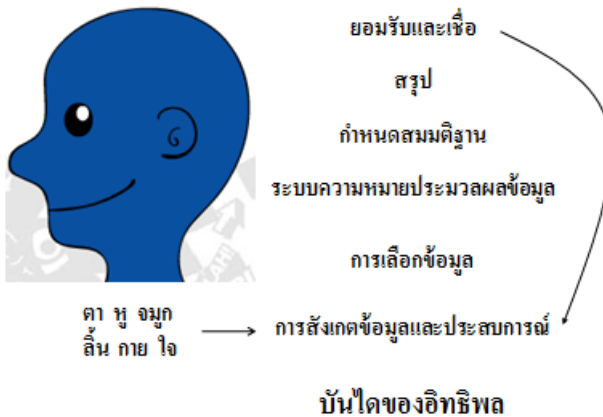 ยอมรับและเชื่อ
สรุป
กำหนดสมมติฐาน
ระบบความหมายประมวลผลข้อมูล
การเลือกข้อมูล
ตา หู จมูก
ลิ้น กาย ใจ
การสังเกตข้อมูลและประสบการณ์
บันไดของอิทธิพล